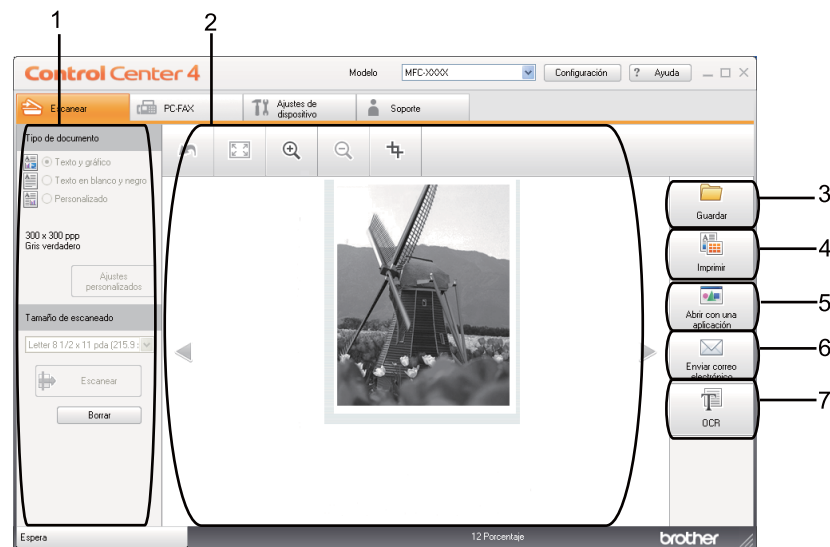 1
2
Control Center 4
Modelo
MFC-XXXX
Configuración
? Ayuda
Escanear
PC-FAX
Ajustes de
dispositivo
Soporte
Tipo de documento
Texto y gráfico
Texto en blanco y negro
Personalizado
300 x 300 ppp
Gris verdadero
Ajustes
personalizados
Tamaño de escaneado
Letter 8 1/2 x 11 pda (215.9 :
Escanear
Borrar
Guardar
3
Imprimir
4
Abrir con una
aplicación
5
Enviar correo
electrónico
6
OCR
7
Espera
12 Porcentaje
brother